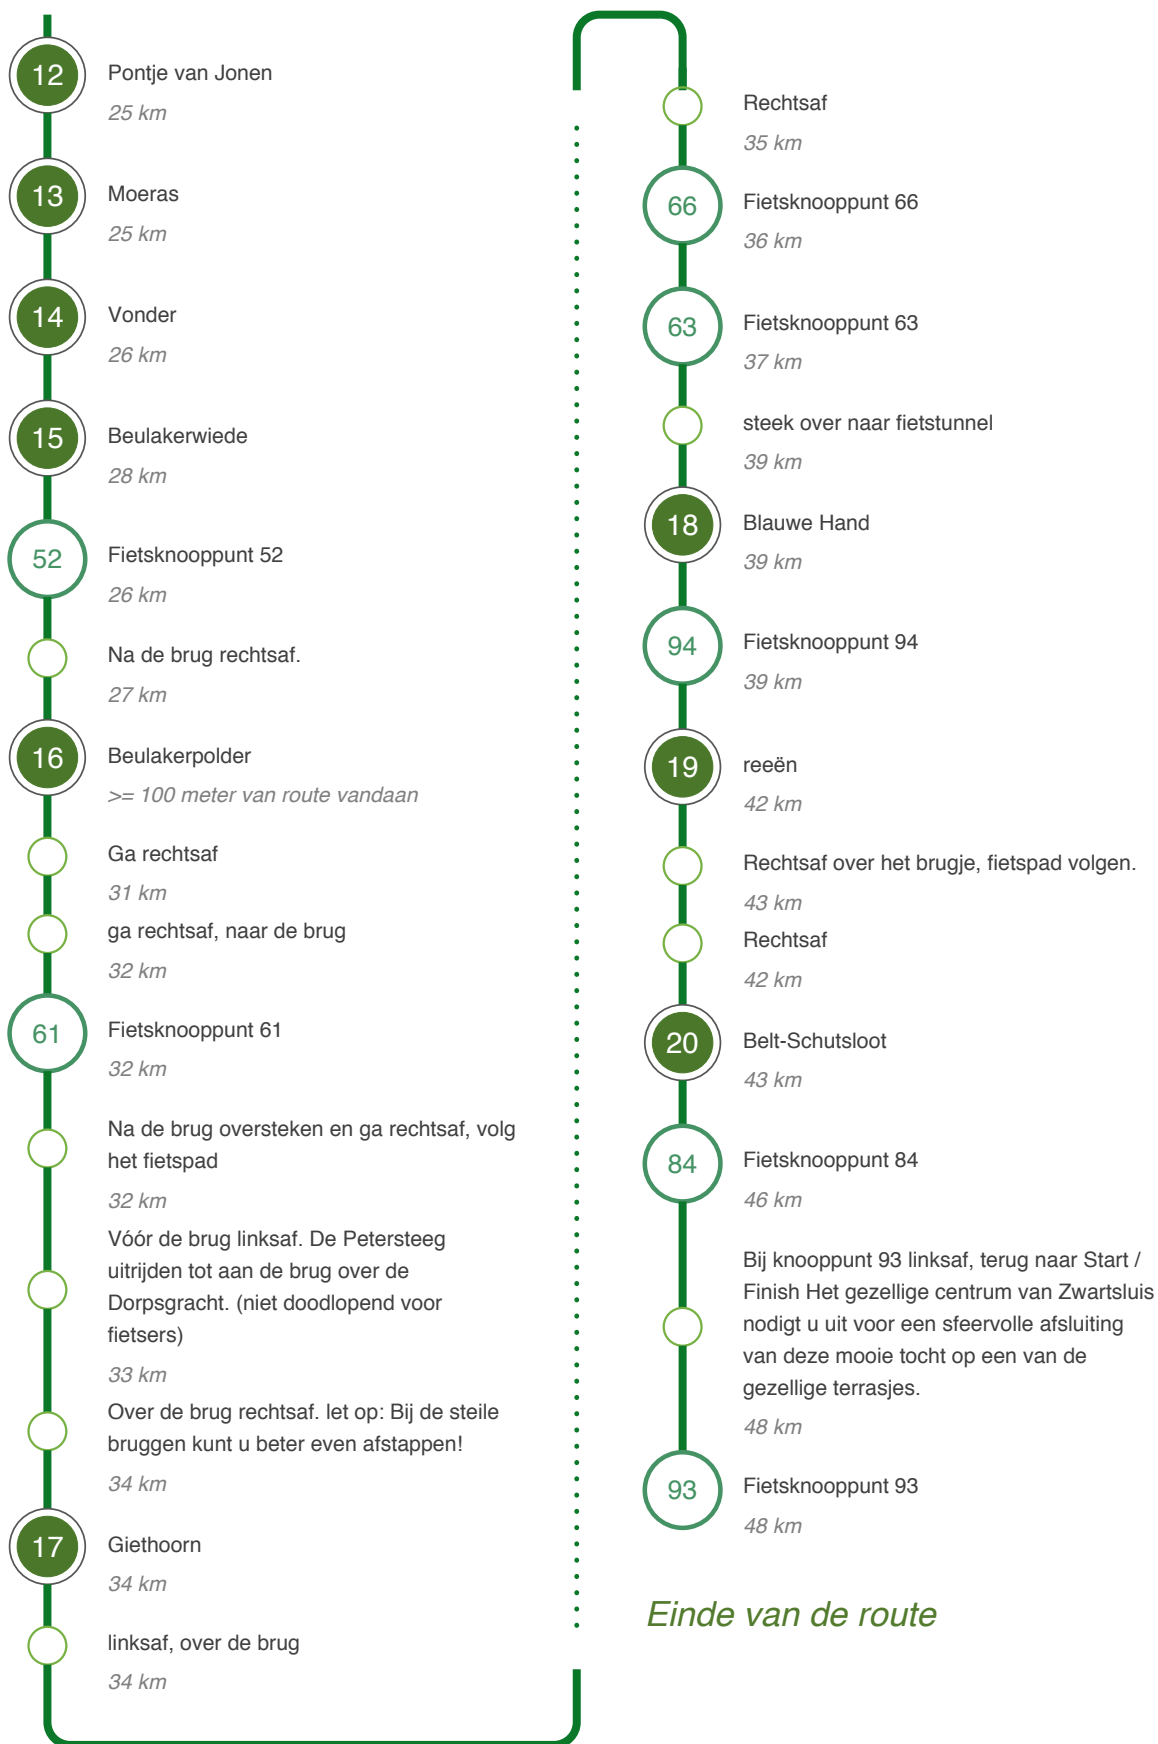 12
Pontje van Jonen
25 km
13
Moeras
25 km
14
Vonder
26 km
15
Beulakerwiede
28 km
52
Fietsknooppunt 52
26 km
Na de brug rechtsaf.
27 km
16
Beulakerpolder
>= 100 meter van route vandaan
Ga rechtsaf
31 km
ga rechtsaf, naar de brug
32 km
61
Fietsknooppunt 61
32 km
Na de brug oversteken en ga rechtsaf, volg
het fietspad
32 km
Vóór de brug linksaf. De Petersteeg
uitrijden tot aan de brug over de
Dorpsgracht. (niet doodlopend voor
fietsers)
33 km
Over de brug rechtsaf. let op: Bij de steile
bruggen kunt u beter even afstappen!
34 km
17
Giethoorn
34 km
linksaf, over de brug
34 km
Rechtsaf
35 km
66
Fietsknooppunt 66
36 km
63
Fietsknooppunt 63
37 km
steek over naar fietstunnel
39 km
18
Blauwe Hand
39 km
94
Fietsknooppunt 94
39 km
19
reeën
42 km
Rechtsaf over het brugje, fietspad volgen.
43 km
Rechtsaf
42 km
20
Belt-Schutsloot
43 km
84
Fietsknooppunt 84
46 km
Bij knooppunt 93 linksaf, terug naar Start /
Finish Het gezellige centrum van Zwartsluis
nodigt u uit voor een sfeervolle afsluiting
van deze mooie tocht op een van de
gezellige terrasjes.
48 km
93
Fietsknooppunt 93
48 km
Einde van de route